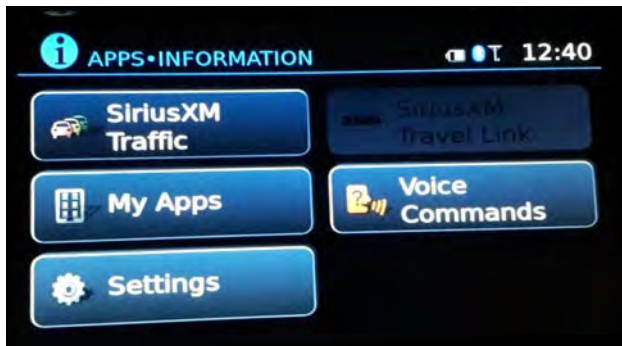 i APPS•INFORMATION
12:40
SiriusXM
Traffic
SiriusXM
Travel Link
My Apps
Voice
Commands
Settings